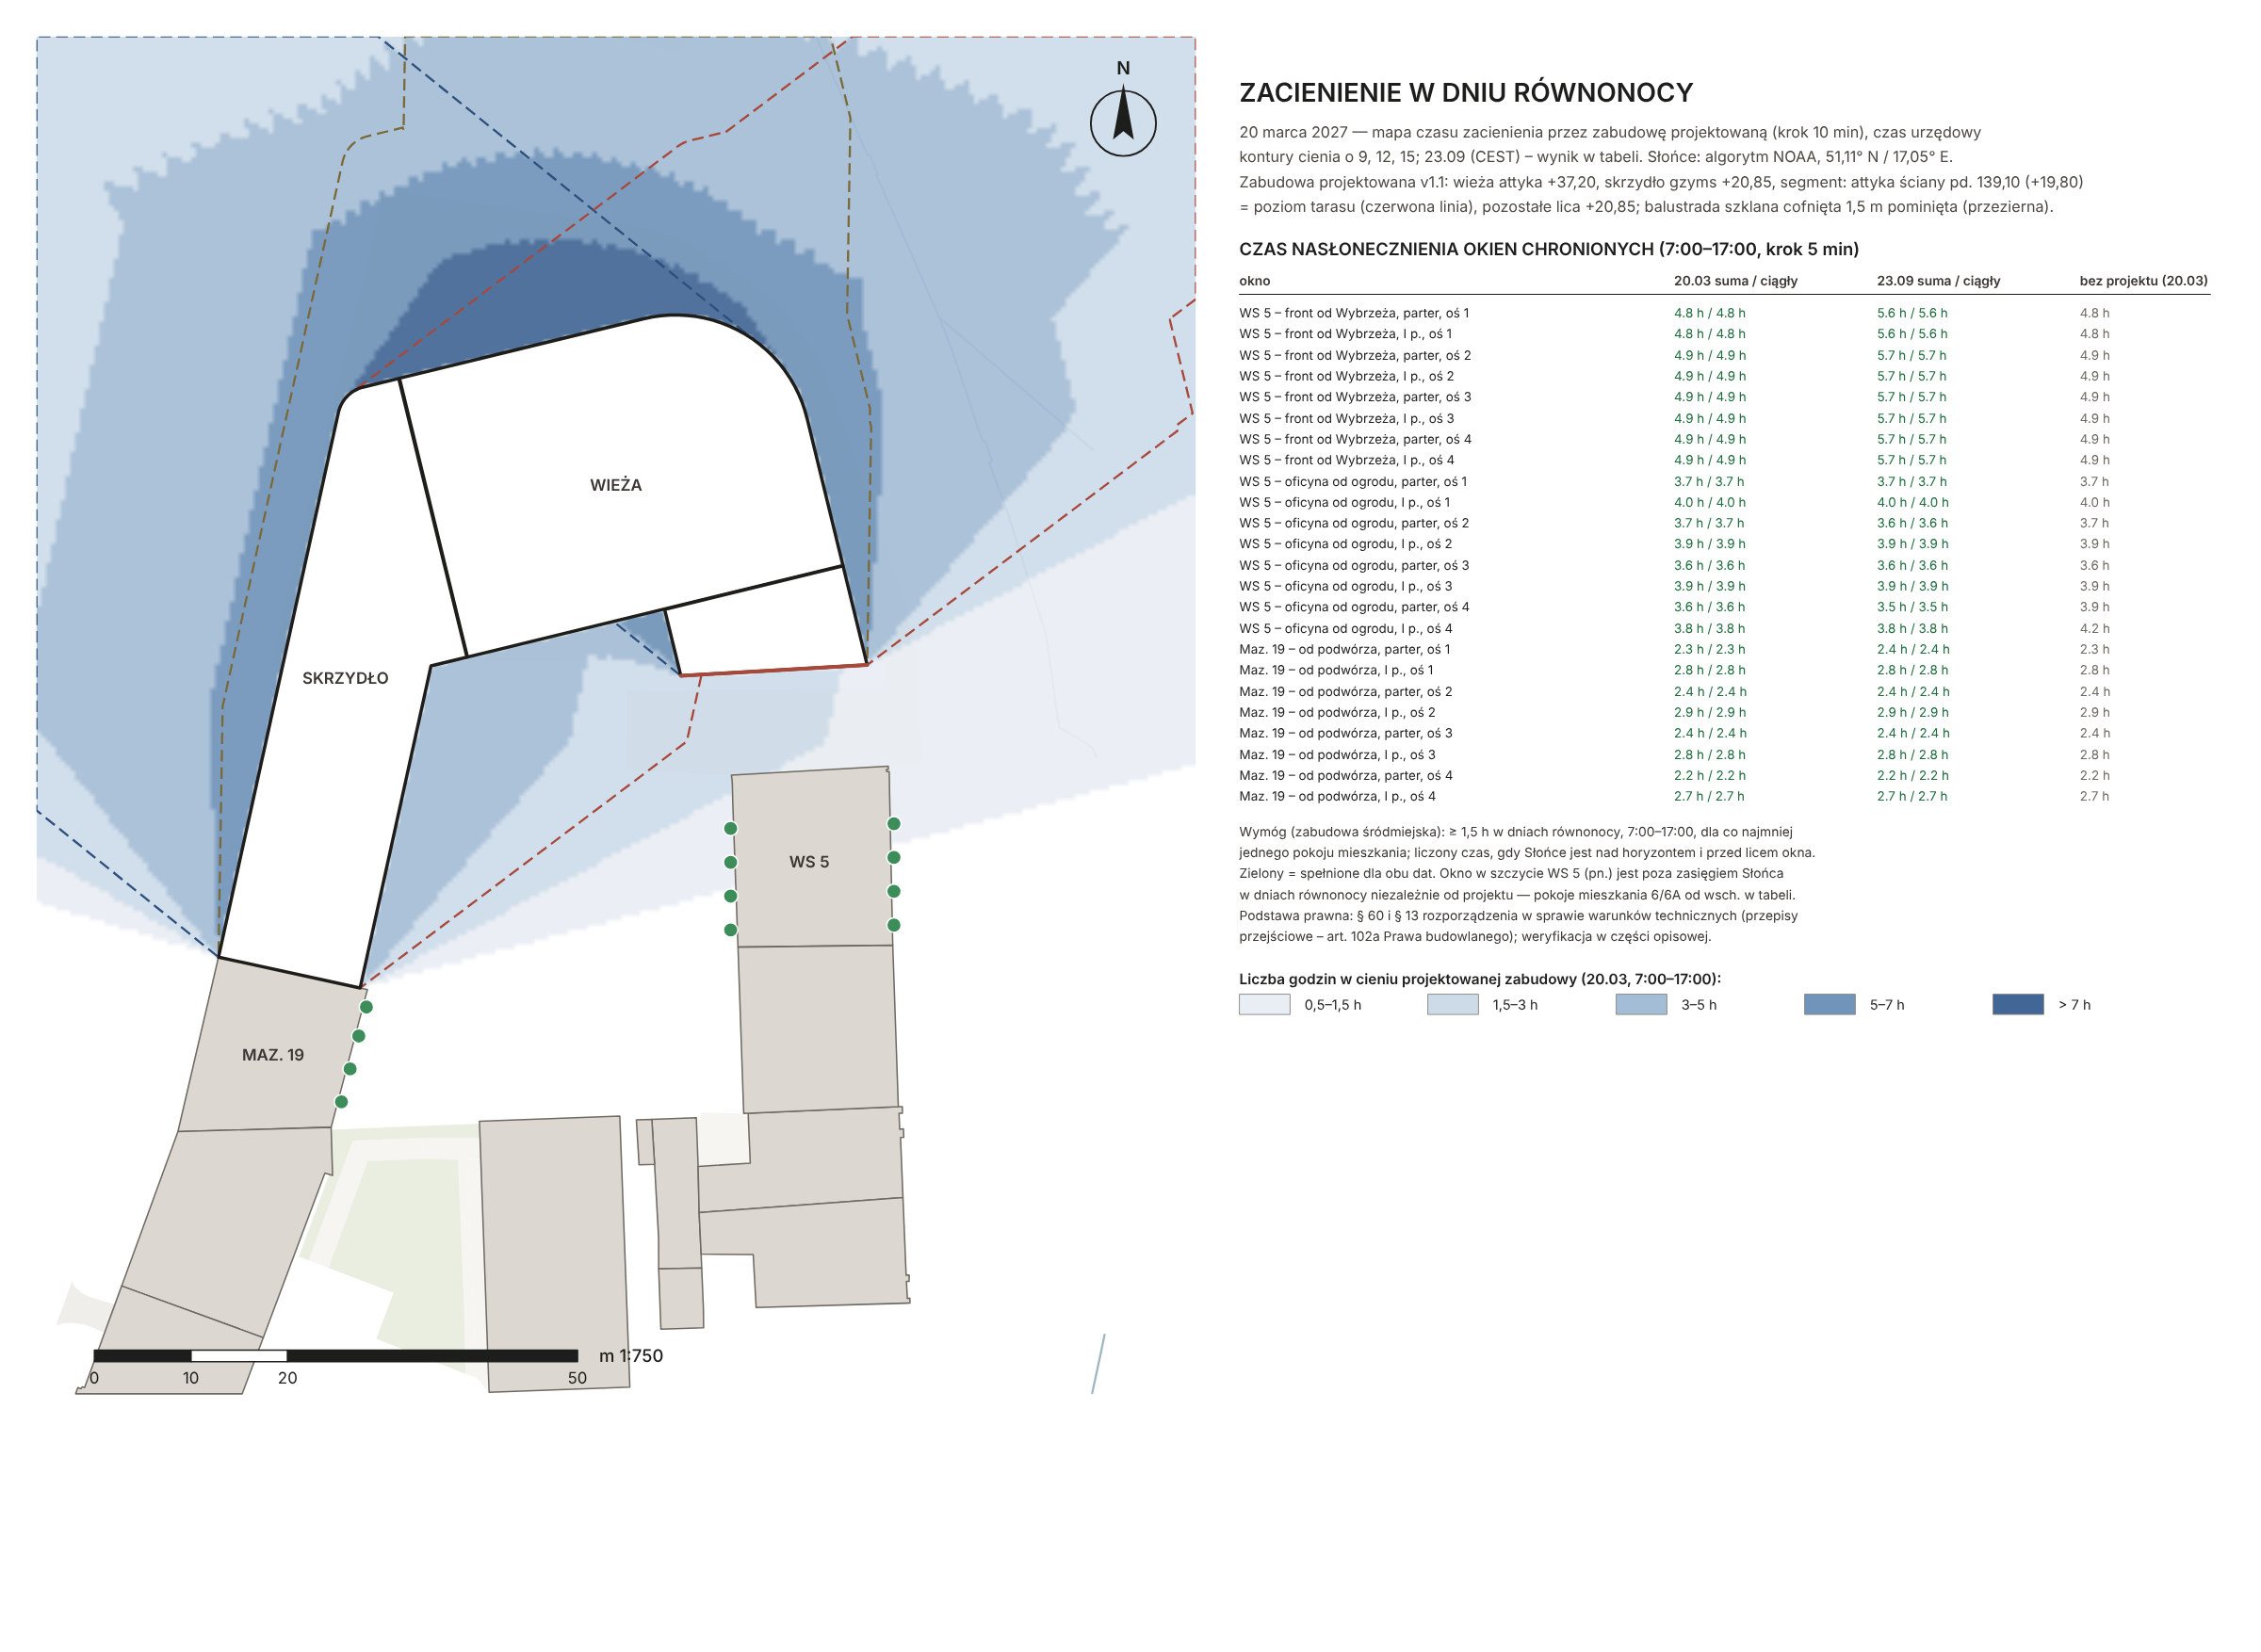 N
WIEŻA
SKRZYDŁO
WS 5
MAZ. 19
m 1:750
0 10 20 50
ZACIENIENIE W DNIU RÓWNONOCY
20 marca 2027 — mapa czasu zacienienia przez zabudowę projektowaną (krok 10 min), czas urzędowy
kontury cienia o 9, 12, 15; 23.09 (CEST) – wynik w tabeli. Słońce: algorytm NOAA, 51,11° N / 17,05° E.
Zabudowa projektowana v1.1: wieża attyka +37,20, skrzydło gzyms +20,85, segment: attyka ściany pd. 139,10 (+19,80)
= poziom tarasu (czerwona linia), pozostałe lica +20,85; balustrada szklana cofnięta 1,5 m pominięta (przezierna).
CZAS NASŁONECZNIENIA OKIEN CHRONIONYCH (7:00–17:00, krok 5 min)
okno 20.03 suma / ciągły 23.09 suma / ciągły bez projektu (20.03)
WS 5 – front od Wybrzeża, parter, oś 1 4.8 h / 4.8 h 5.6 h / 5.6 h 4.8 h
WS 5 – front od Wybrzeża, I p., oś 1 4.8 h / 4.8 h 5.6 h / 5.6 h 4.8 h
WS 5 – front od Wybrzeża, parter, oś 2 4.9 h / 4.9 h 5.7 h / 5.7 h 4.9 h
WS 5 – front od Wybrzeża, I p., oś 2 4.9 h / 4.9 h 5.7 h / 5.7 h 4.9 h
WS 5 – front od Wybrzeża, parter, oś 3 4.9 h / 4.9 h 5.7 h / 5.7 h 4.9 h
WS 5 – front od Wybrzeża, I p., oś 3 4.9 h / 4.9 h 5.7 h / 5.7 h 4.9 h
WS 5 – front od Wybrzeża, parter, oś 4 4.9 h / 4.9 h 5.7 h / 5.7 h 4.9 h
WS 5 – front od Wybrzeża, I p., oś 4 4.9 h / 4.9 h 5.7 h / 5.7 h 4.9 h
WS 5 – oficyna od ogrodu, parter, oś 1 3.7 h / 3.7 h 3.7 h / 3.7 h 3.7 h
WS 5 – oficyna od ogrodu, I p., oś 1 4.0 h / 4.0 h 4.0 h / 4.0 h 4.0 h
WS 5 – oficyna od ogrodu, parter, oś 2 3.7 h / 3.7 h 3.6 h / 3.6 h 3.7 h
WS 5 – oficyna od ogrodu, I p., oś 2 3.9 h / 3.9 h 3.9 h / 3.9 h 3.9 h
WS 5 – oficyna od ogrodu, parter, oś 3 3.6 h / 3.6 h 3.6 h / 3.6 h 3.6 h
WS 5 – oficyna od ogrodu, I p., oś 3 3.9 h / 3.9 h 3.9 h / 3.9 h 3.9 h
WS 5 – oficyna od ogrodu, parter, oś 4 3.6 h / 3.6 h 3.5 h / 3.5 h 3.9 h
WS 5 – oficyna od ogrodu, I p., oś 4 3.8 h / 3.8 h 3.8 h / 3.8 h 4.2 h
Maz. 19 – od podwórza, parter, oś 1 2.3 h / 2.3 h 2.4 h / 2.4 h 2.3 h
Maz. 19 – od podwórza, I p., oś 1 2.8 h / 2.8 h 2.8 h / 2.8 h 2.8 h
Maz. 19 – od podwórza, parter, oś 2 2.4 h / 2.4 h 2.4 h / 2.4 h 2.4 h
Maz. 19 – od podwórza, I p., oś 2 2.9 h / 2.9 h 2.9 h / 2.9 h 2.9 h
Maz. 19 – od podwórza, parter, oś 3 2.4 h / 2.4 h 2.4 h / 2.4 h 2.4 h
Maz. 19 – od podwórza, I p., oś 3 2.8 h / 2.8 h 2.8 h / 2.8 h 2.8 h
Maz. 19 – od podwórza, parter, oś 4 2.2 h / 2.2 h 2.2 h / 2.2 h 2.2 h
Maz. 19 – od podwórza, I p., oś 4 2.7 h / 2.7 h 2.7 h / 2.7 h 2.7 h
Wymóg (zabudowa śródmiejska): ≥ 1,5 h w dniach równonocy, 7:00–17:00, dla co najmniej
jednego pokoju mieszkania; liczony czas, gdy Słońce jest nad horyzontem i przed licem okna.
Zielony = spełnione dla obu dat. Okno w szczycie WS 5 (pn.) jest poza zasięgiem Słońca
w dniach równonocy niezależnie od projektu — pokoje mieszkania 6/6A od wsch. w tabeli.
Podstawa prawna: § 60 i § 13 rozporządzenia w sprawie warunków technicznych (przepisy
przejściowe – art. 102a Prawa budowlanego); weryfikacja w części opisowej.
Liczba godzin w cieniu projektowanej zabudowy (20.03, 7:00–17:00):
0,5–1,5 h 1,5–3 h 3–5 h 5–7 h > 7 h